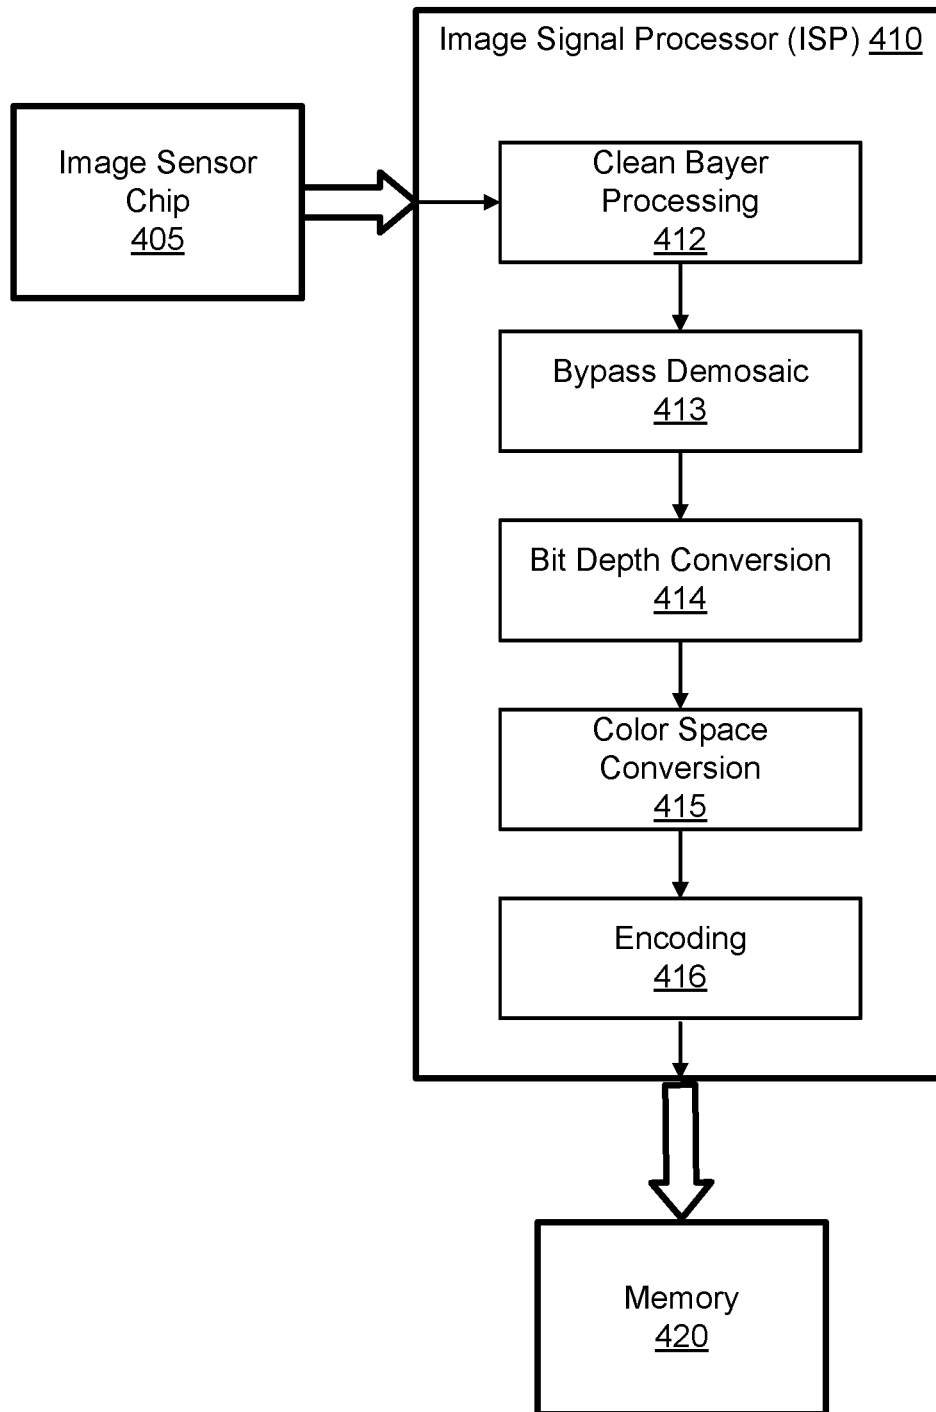 Image Signal Processor (ISP) 410
Image Sensor
Chip
405
Clean Bayer
Processing
412
Bypass Demosaic
413
Bit Depth Conversion
414
Color Space
Conversion
415
Encoding
416
Memory
420